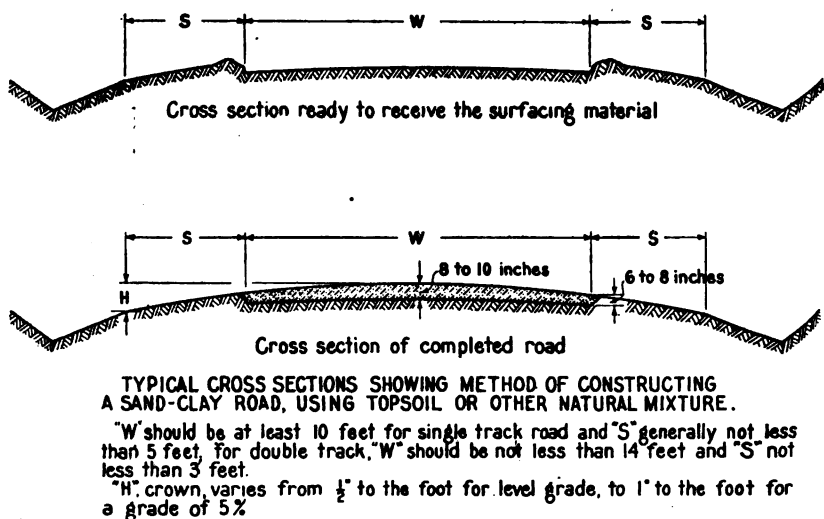 S W S
Cross section ready to receive the surfacing material
S W S
8 to 10 inches
6 to 8 inches
H
Cross section of completed road
TYPICAL CROSS SECTIONS SHOWING METHOD OF CONSTRUCTING
A SAND-CLAY ROAD, USING TOPSOIL OR OTHER NATURAL MIXTURE.
"W" should be at least 10 feet for single track road and "S" generally not less
than 5 feet, for double track, "W" should be not less than 14 feet and "S" not
less than 3 feet.
"H", crown, varies from ½" to the foot for level grade, to 1" to the foot for
a grade of 5%